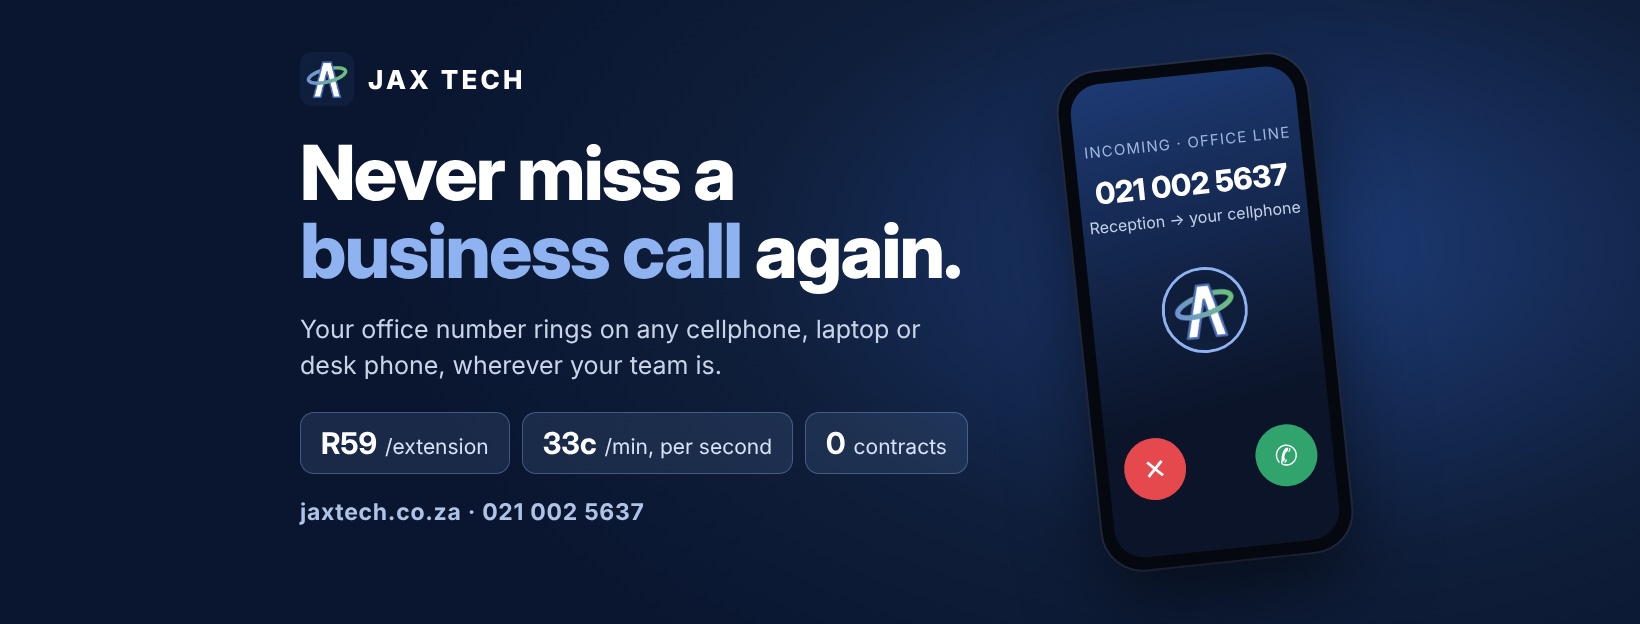 JAX TECH
Never miss a
business call again.
Your office number rings on any cellphone, laptop or
desk phone, wherever your team is.
R59 /extension
33c /min, per second
0 contracts
jaxtech.co.za · 021 002 5637
INCOMING · OFFICE LINE
021 002 5637
Reception → your cellphone